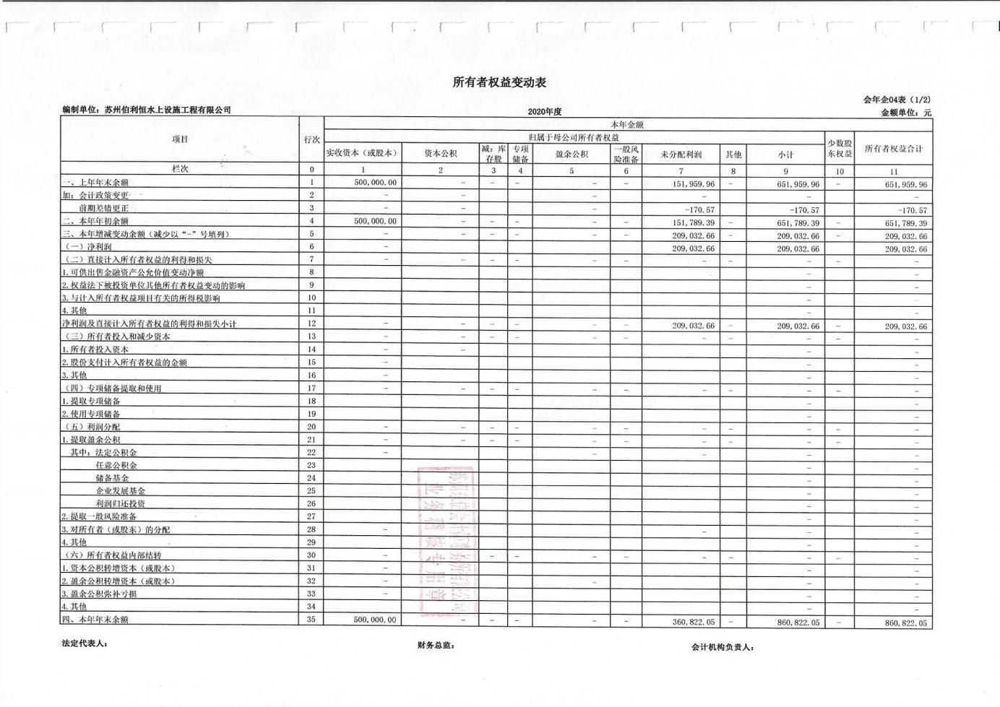 所有者权益变动表
会年企04表（1/2）
编制单位：苏州伯利恒水上设施工程有限公司 2020年度 金额单位：元
项目 行次 本年金额
归属于母公司所有者权益 少数股东权益 所有者权益合计
实收资本（或股本） 资本公积 减：库存股 专项储备 盈余公积 一般风险准备 未分配利润 其他 小计
栏次 0 1 2 3 4 5 6 7 8 9 10 11
一、上年年末余额 1 500,000.00 – – – – – 151,959.96 – 651,959.96 – 651,959.96
加：会计政策变更 2 – – – – – –
前期差错更正 3 – – – -170.57 -170.57 -170.57
二、本年年初余额 4 500,000.00 – – – – – 151,789.39 – 651,789.39 – 651,789.39
三、本年增减变动余额（减少以“-”号填列） 5 – – – – – – 209,032.66 – 209,032.66 – 209,032.66
（一）净利润 6 – 209,032.66 209,032.66 209,032.66
（二）直接计入所有者权益的利得和损失 7 – – – – – – – – – – –
1.可供出售金融资产公允价值变动净额 8 – – –
2.权益法下被投资单位其他所有者权益变动的影响 9 – –
3.与计入所有者权益项目有关的所得税影响 10 – –
4.其他 11 – –
净利润及直接计入所有者权益的利得和损失小计 12 – – – – – – 209,032.66 – 209,032.66 – 209,032.66
（三）所有者投入和减少资本 13 – – – – – – – – – – –
1.所有者投入资本 14 – – – –
2.股份支付计入所有者权益的金额 15 – – –
3.其他 16 – – –
（四）专项储备提取和使用 17 – – – – – – – – – – –
1.提取专项储备 18 – –
2.使用专项储备 19 – –
（五）利润分配 20 – – – – – – – – – – –
1.提取盈余公积 21 – – – – – – – – – – –
其中：法定公积金 22 – – – – –
任意公积金 23 – –
储备基金 24 – –
企业发展基金 25 – –
利润归还投资 26 – –
2.提取一般风险准备 27 – –
3.对所有者（或股东）的分配 28 – – – –
4.其他 29 – –
（六）所有者权益内部结转 30 – – – – – – – – – –
1.资本公积转增资本（或股本） 31 – – –
2.盈余公积转增资本（或股本） 32 – – – –
3.盈余公积弥补亏损 33 – – –
4.其他 34 – –
四、本年年末余额 35 500,000.00 – – – – – 360,822.05 – 860,822.05 – 860,822.05
业务报告专用章
法定代表人： 财务总监： 会计机构负责人：